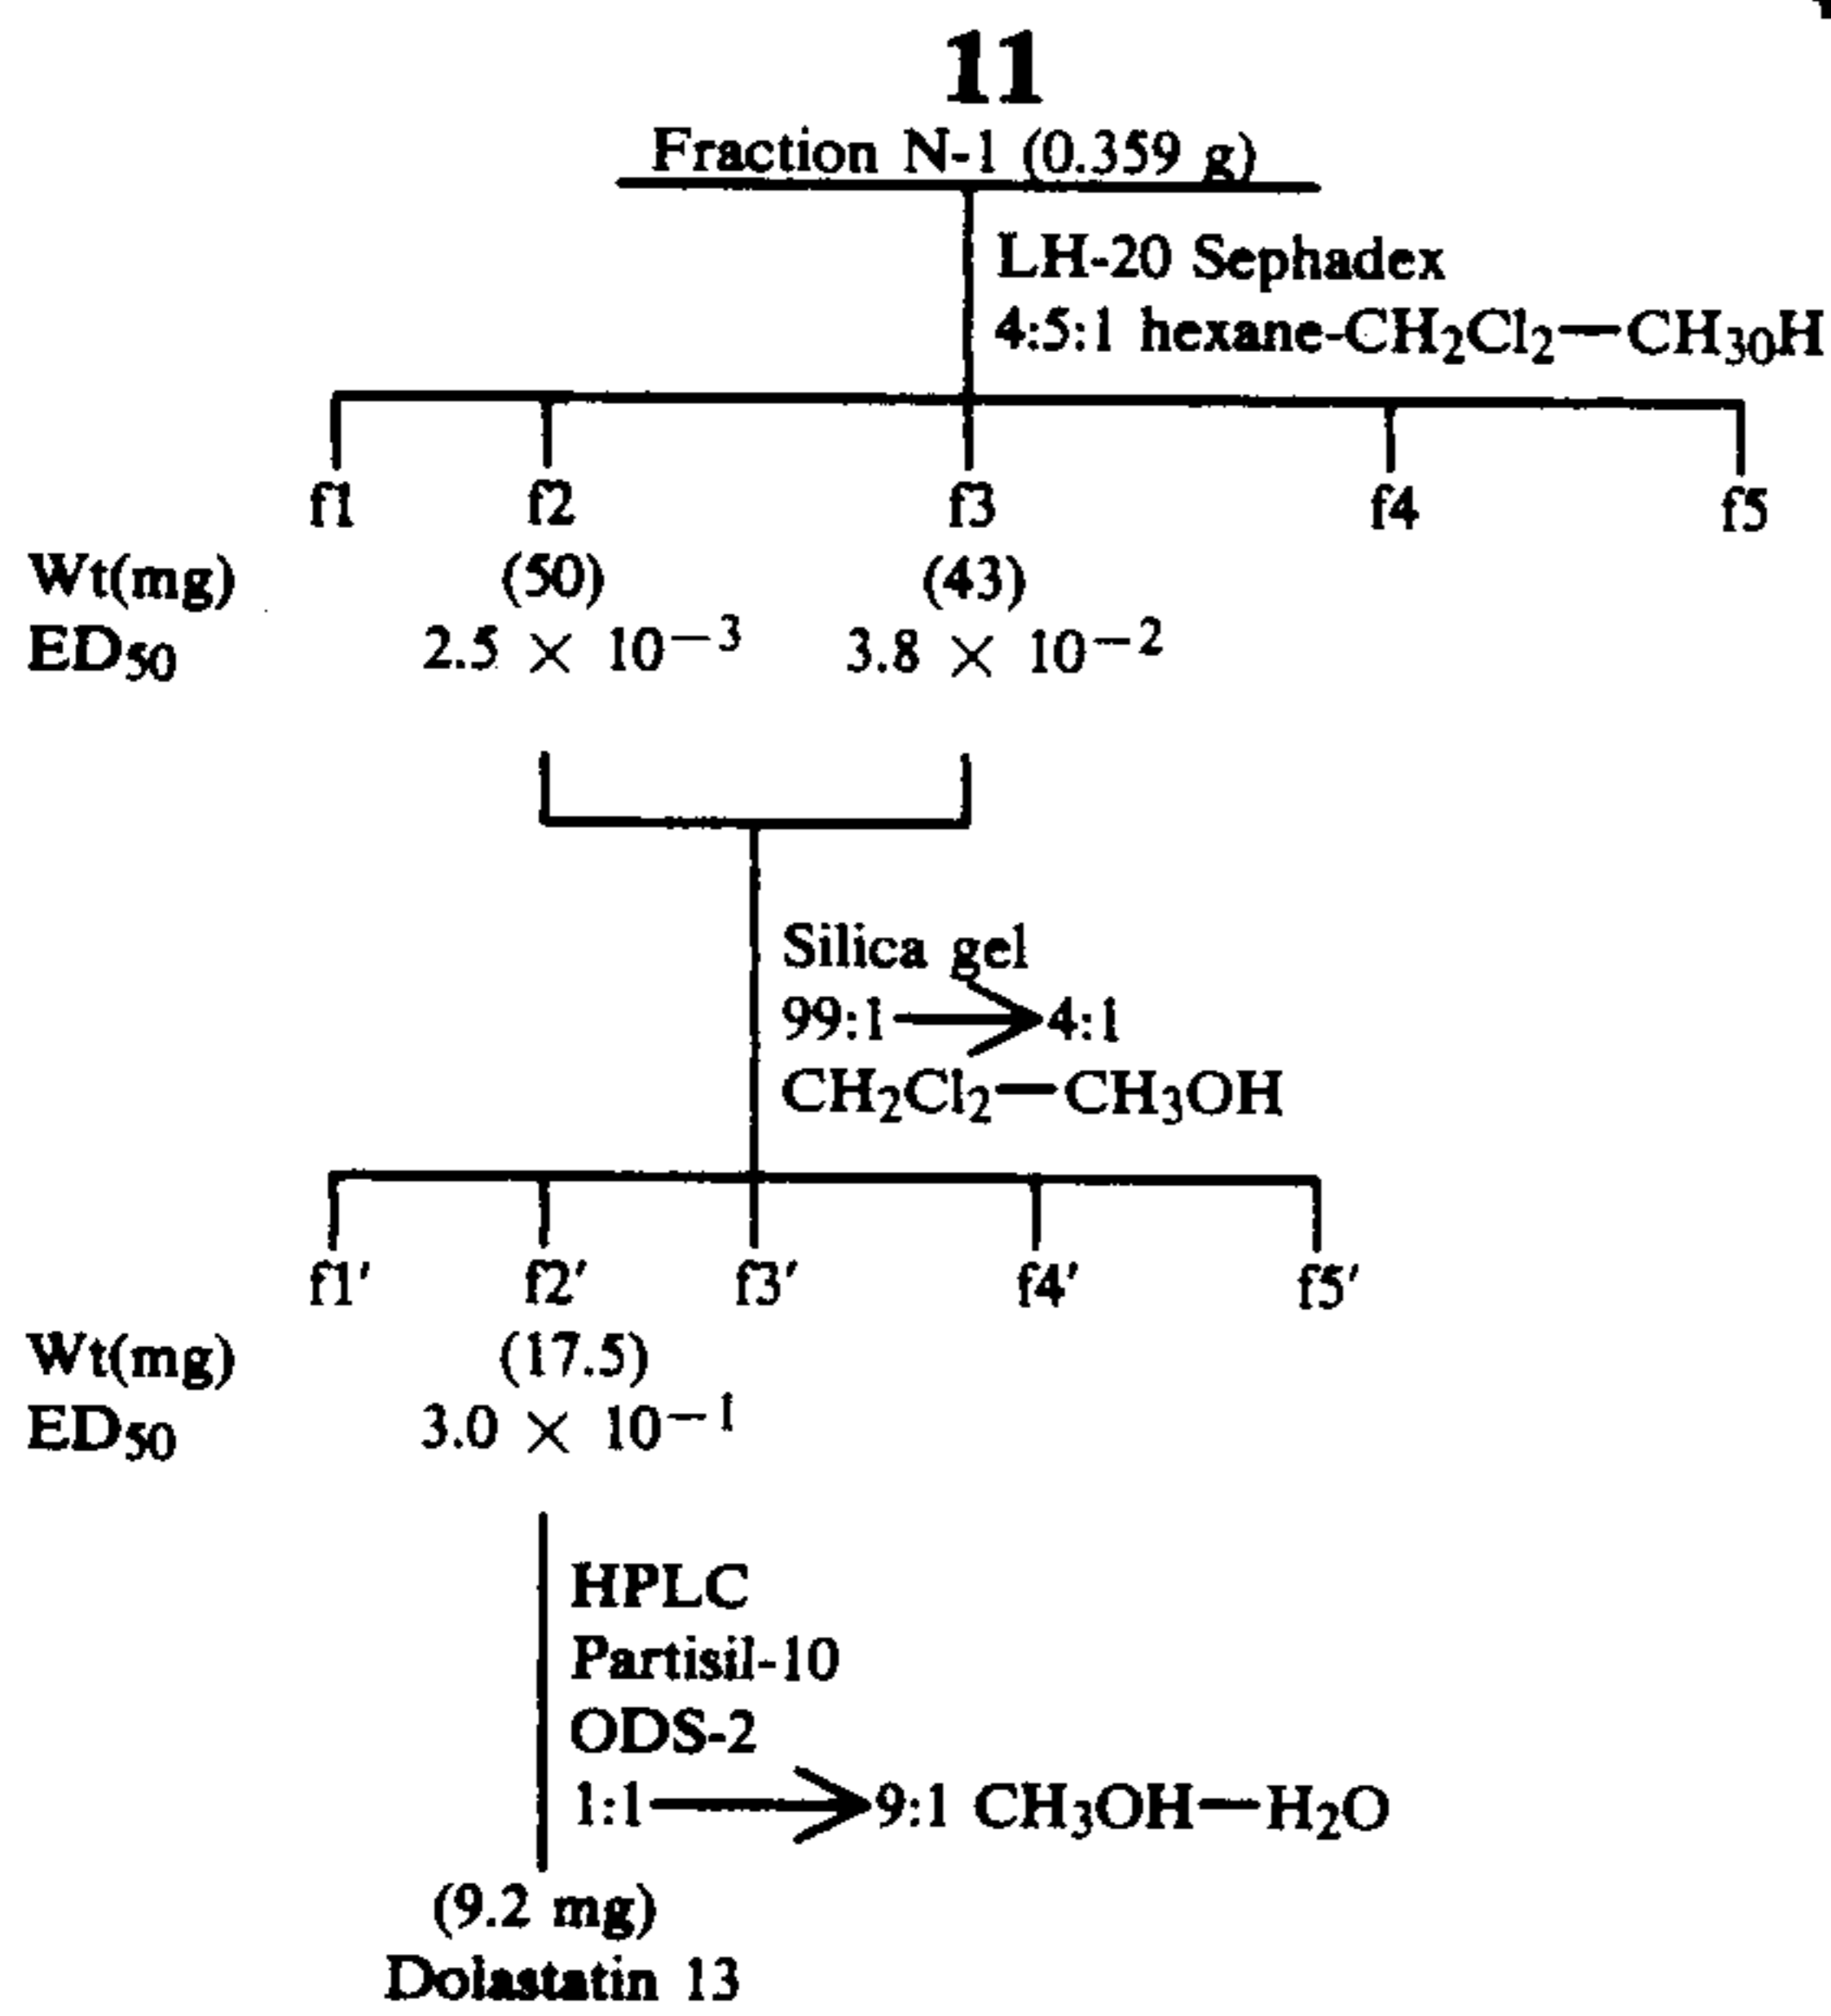 11
Fraction N-1 (0.359 g)
LH-20 Sephadex
4:5:1 hexane-CH₂Cl₂—CH₃₀H
f1 f2 f3 f4 f5
Wt(mg) (50) (43)
ED₅₀ 2.5 × 10⁻³ 3.8 × 10⁻²
Silica gel
99:1→4:1
CH₂Cl₂—CH₃OH
f1′ f2′ f3′ f4′ f5′
Wt(mg) (17.5)
ED₅₀ 3.0 × 10⁻¹
HPLC
Partisil-10
ODS-2
1:1→9:1 CH₃OH—H₂O
(9.2 mg)
Dolastatin 13